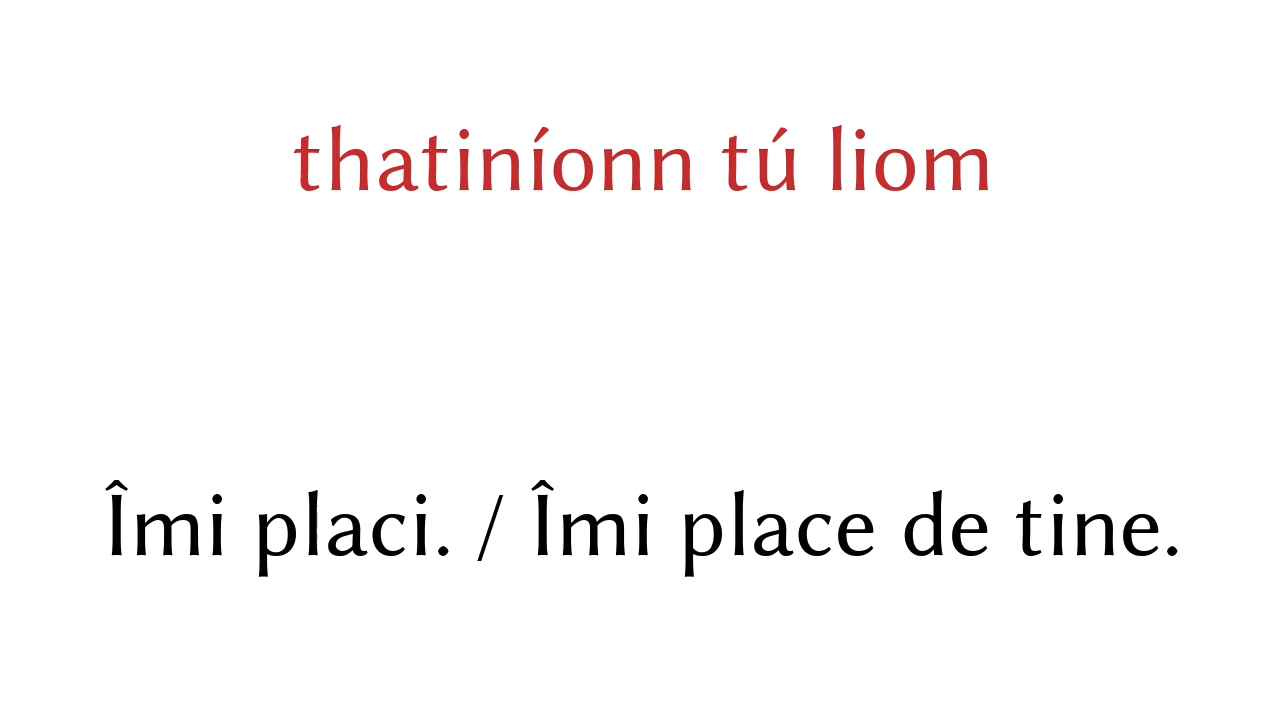 thatiníonn tú liom
Îmi placi. / Îmi place de tine.